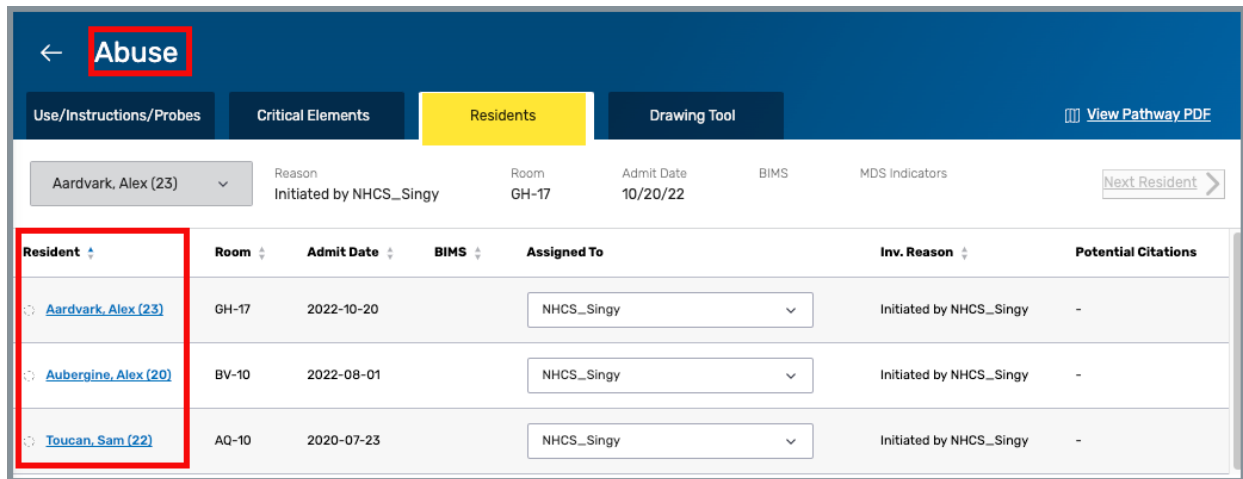 Abuse
Use/Instructions/Probes Critical Elements Residents Drawing Tool View Pathway PDF
Aardvark, Alex (23) Reason Room Admit Date BIMS MDS Indicators Next Resident
Initiated by NHCS_Singy GH-17 10/20/22
Resident Room Admit Date BIMS Assigned To Inv. Reason Potential Citations
Aardvark, Alex (23) GH-17 2022-10-20 NHCS_Singy Initiated by NHCS_Singy -
Aubergine, Alex (20) BV-10 2022-08-01 NHCS_Singy Initiated by NHCS_Singy -
Toucan, Sam (22) AQ-10 2020-07-23 NHCS_Singy Initiated by NHCS_Singy -